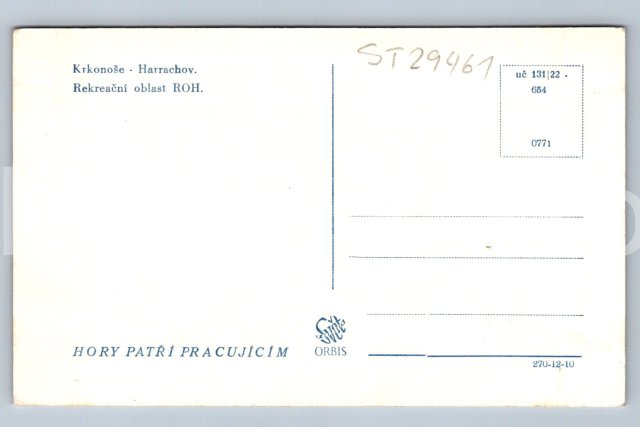 Krkonoše - Harrachov.
Rekreační oblast ROH.
ST29461
uč 131|22 -
654
0771
HORY PATŘÍ PRACUJÍCÍM
Svět
ORBIS
270-12-10